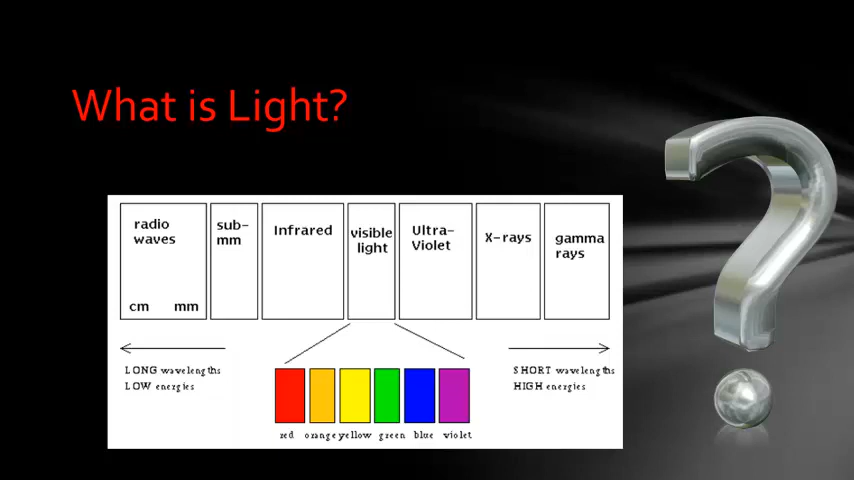 What is Light?
radio
waves
cm mm
sub-
mm
Infrared
visible
light
Ultra-
Violet
X-rays
gamma
rays
LONG wavelengths
LOW energies
SHORT wavelengths
HIGH energies
red orange yellow green blue violet